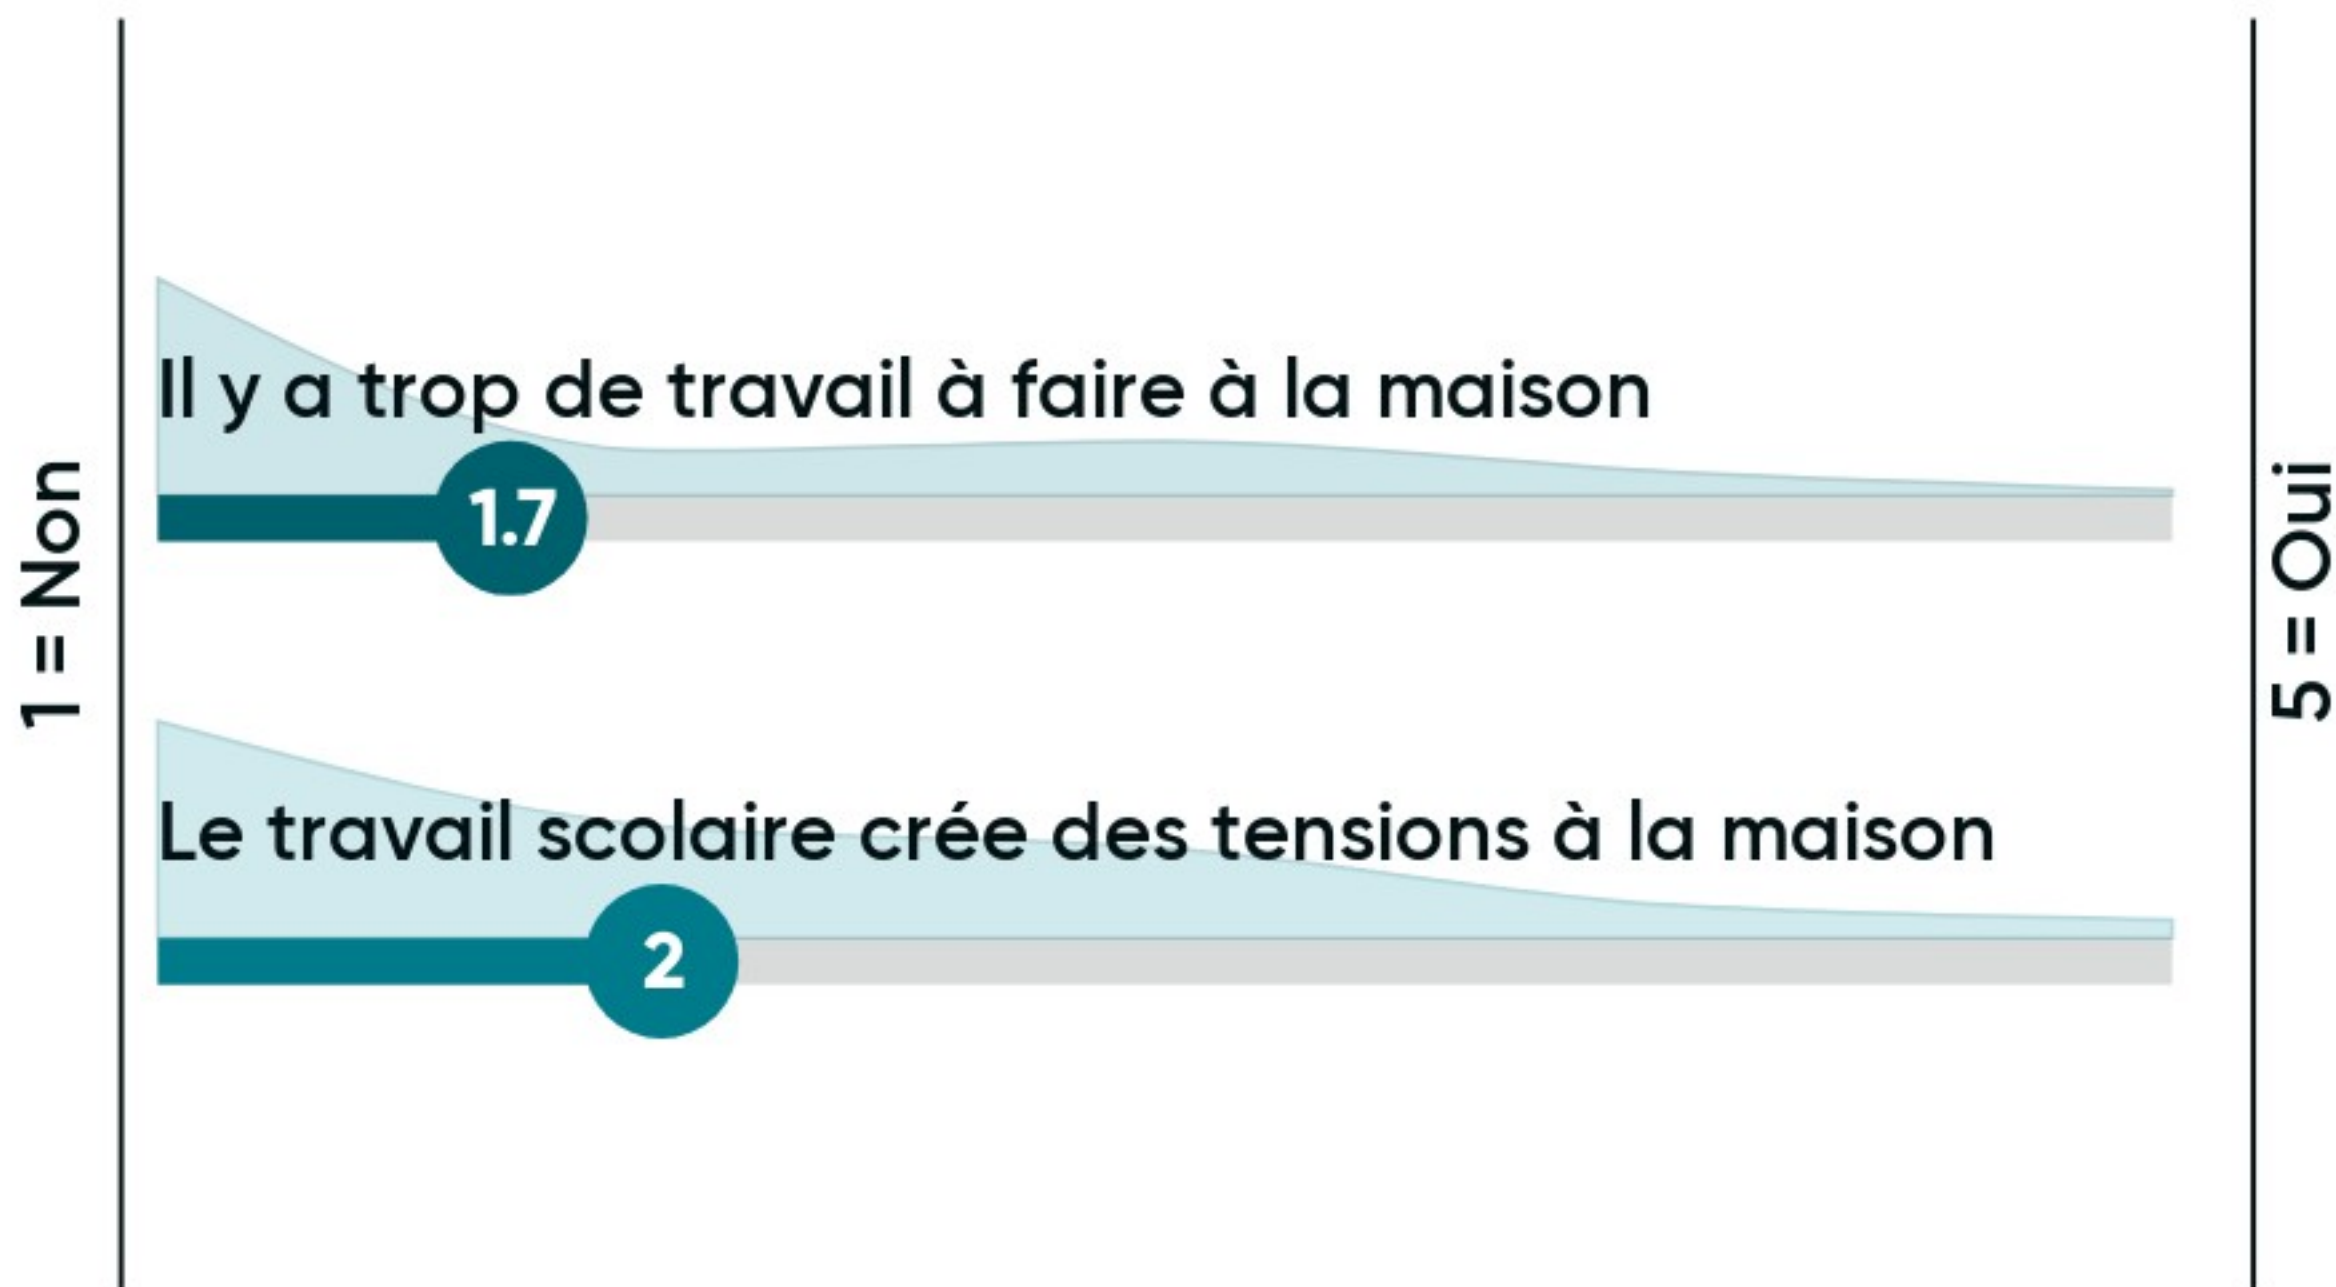 1 = Non
Il y a trop de travail à faire à la maison
1.7
Le travail scolaire crée des tensions à la maison
2
5 = Oui